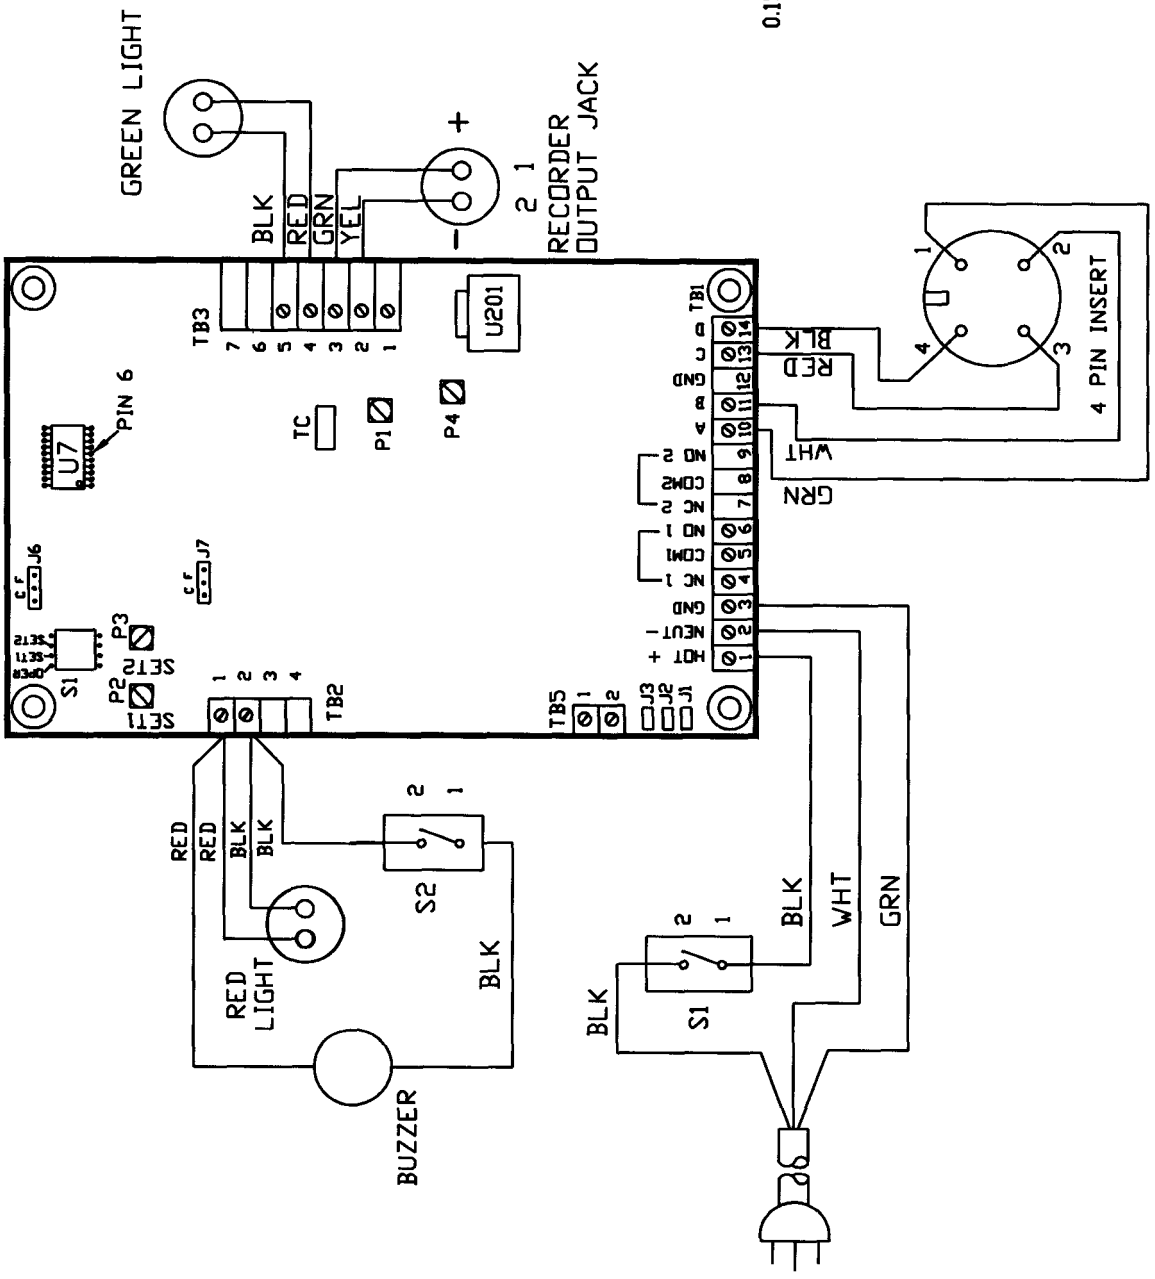 GREEN LIGHT
0.1
BLK
RED
GRN
YEL
-
+
2 1
RECORDER
OUTPUT JACK
TB3
7
6
5
4
3
2
1
U201
TC
P1
P4
U7
PIN 6
J6
C F
J7
C F
OPER
SET1
SET2
S1
P3
SET2
P2
SET1
1
2
3
4
TB2
TB5
1
2
J3
J2
J1
TB1
D 14
C 13
GND 12
B 11
A 10
NO 2 9
COM2 8
NC 2 7
NO 1 6
COM1 5
NC 1 4
GND 3
NEUT - 2
HOT + 1
BLK
RED
WHT
GRN
1
2
3
4
4 PIN INSERT
RED
RED
BLK
BLK
RED
LIGHT
S2
2
1
BLK
BUZZER
BLK
S1
2
1
BLK
WHT
GRN